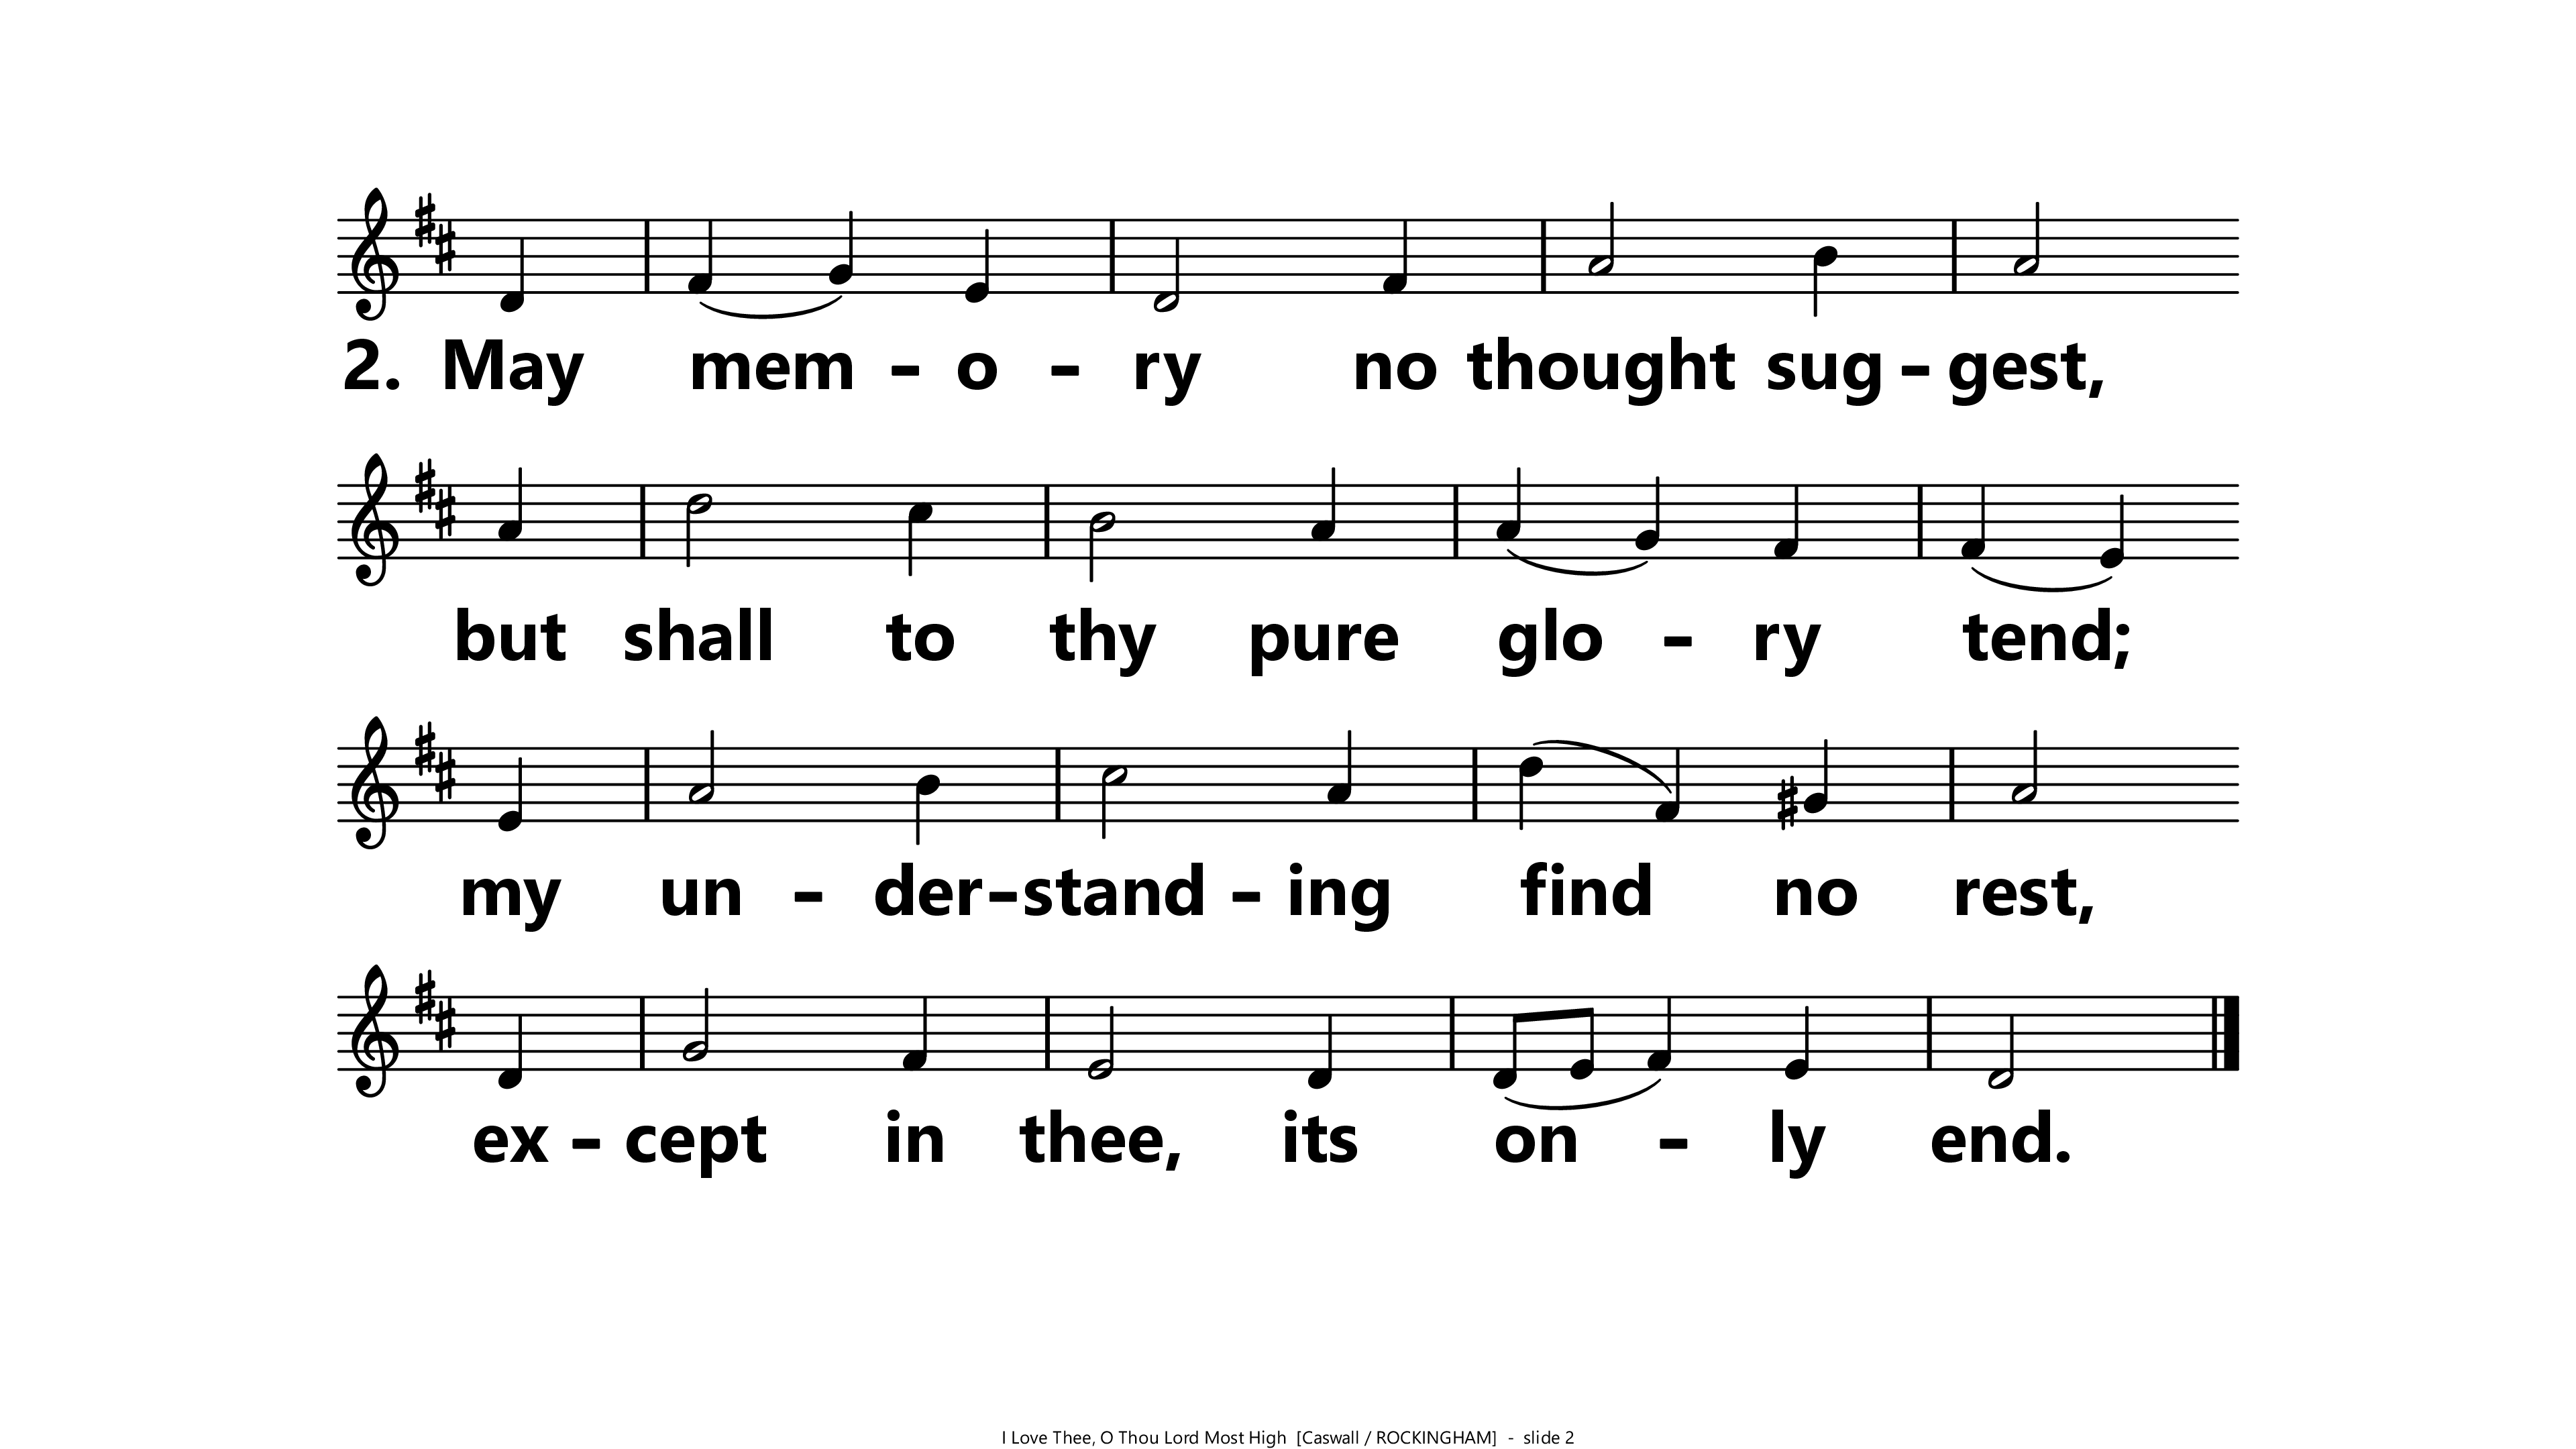 2. May mem - o - ry no thought sug - gest,
but shall to thy pure glo - ry tend;
my un - der - stand - ing find no rest,
ex - cept in thee, its on - ly end.
I Love Thee, O Thou Lord Most High [Caswall / ROCKINGHAM] - slide 2